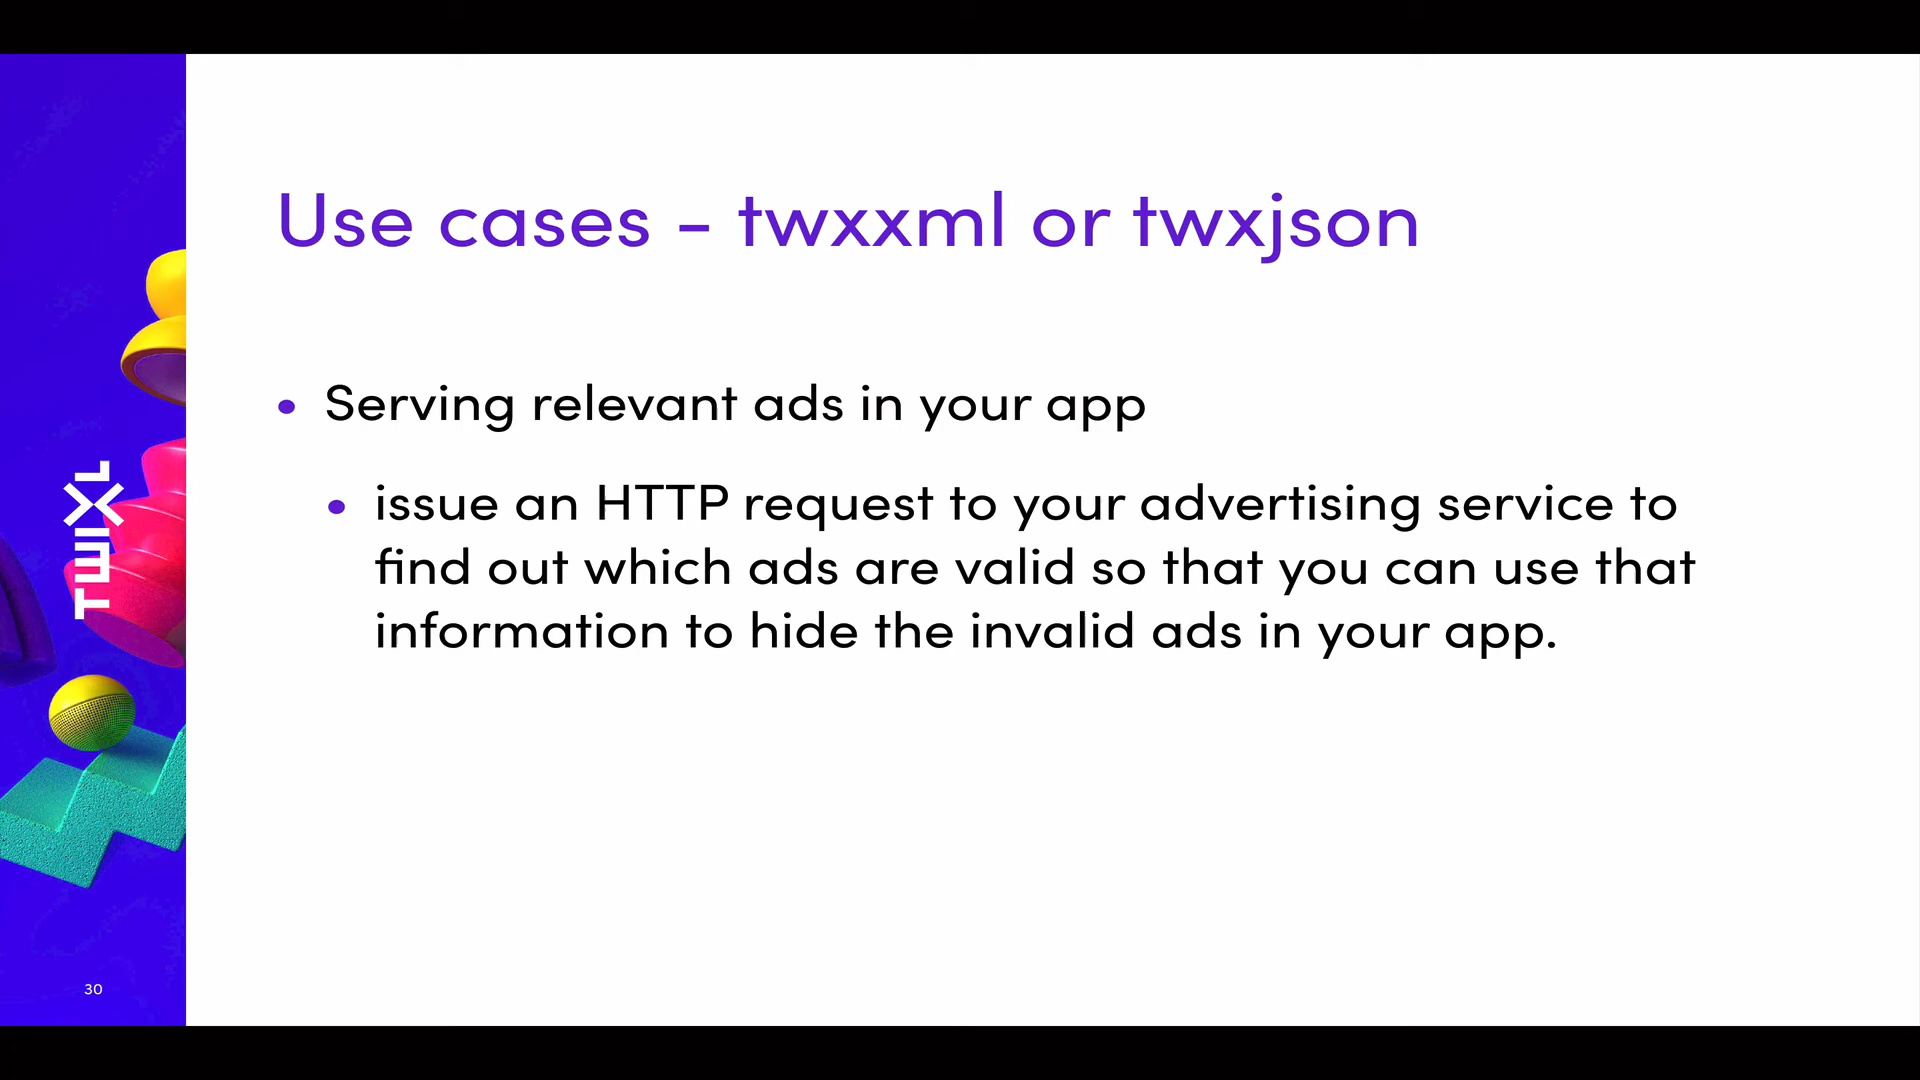 Use cases – twxxml or twxjson
• Serving relevant ads in your app
• issue an HTTP request to your advertising service to
find out which ads are valid so that you can use that
information to hide the invalid ads in your app.
TWIXL
30